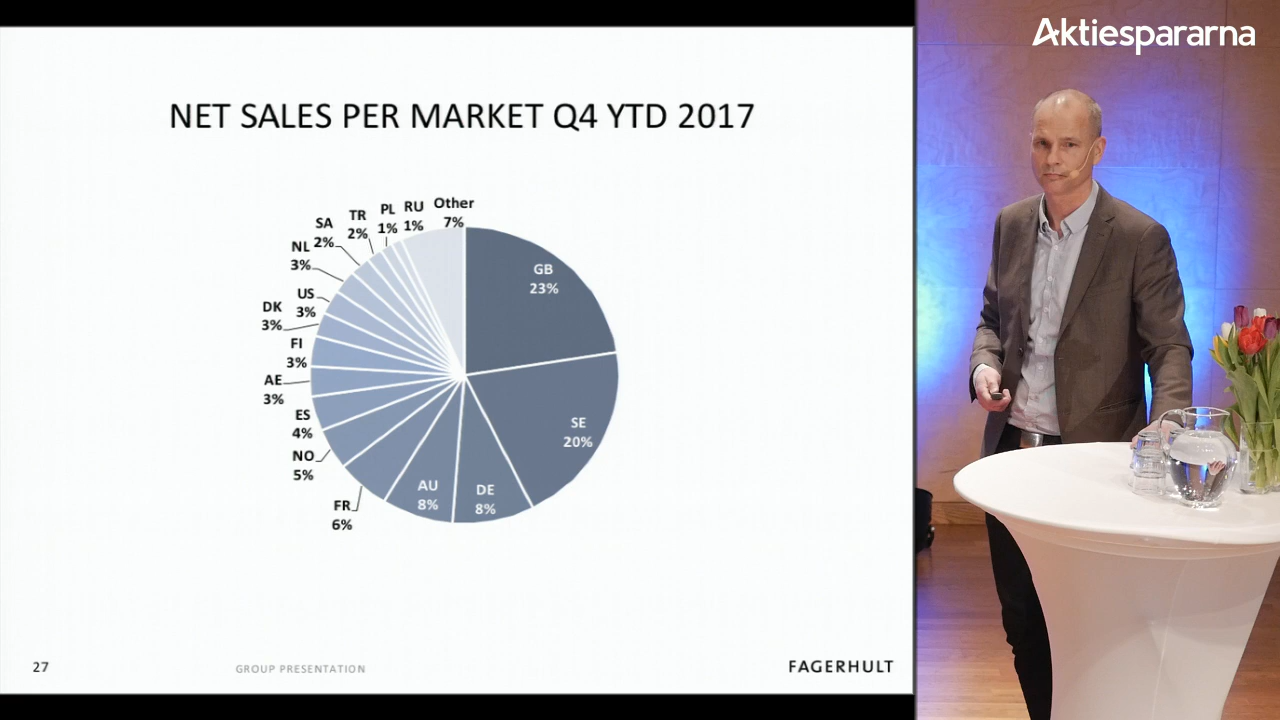 Aktiespararna
NET SALES PER MARKET Q4 YTD 2017
GB
23%
SE
20%
DE
8%
AU
8%
FR
6%
NO
5%
ES
4%
AE
3%
FI
3%
DK
3%
US
3%
NL
3%
SA
2%
TR
2%
PL
1%
RU
1%
Other
7%
27
GROUP PRESENTATION
FAGERHULT